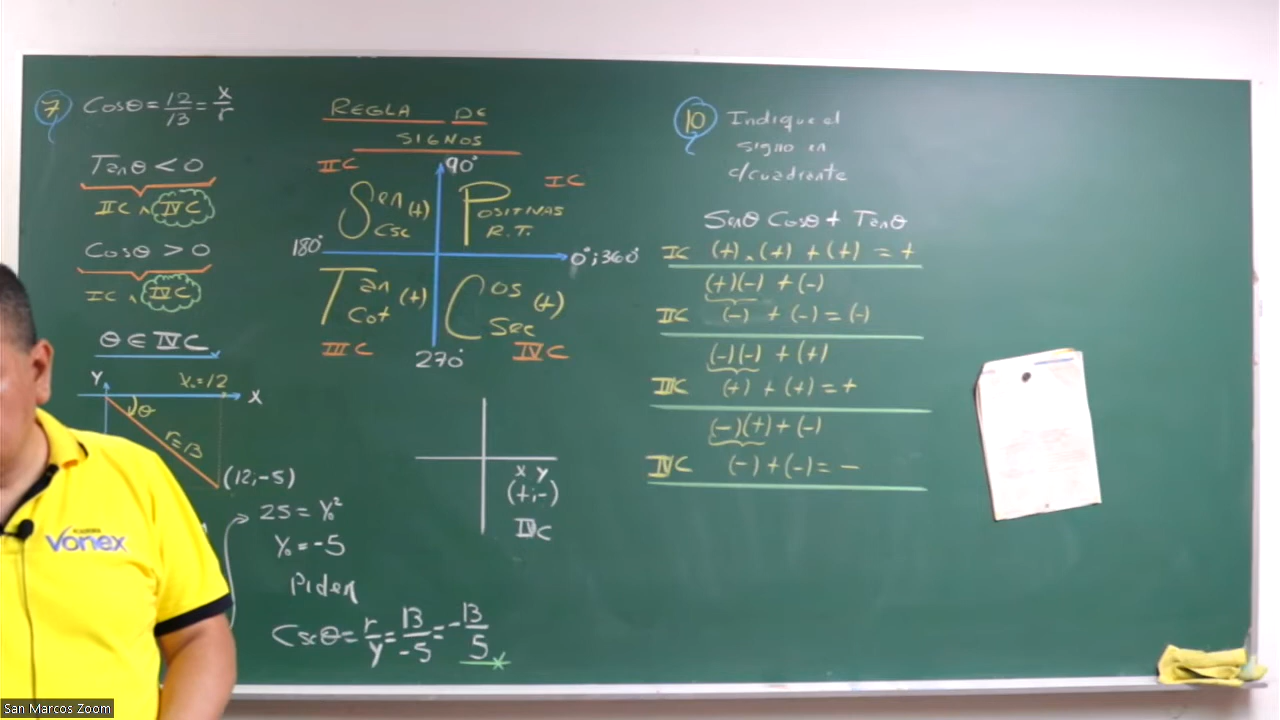 7 Cosθ = 12/13 = x/r
Tanθ < 0
IIC ∧ IVC
Cosθ > 0
IC ∧ IVC
θ ∈ IVC
Y X₀=12 X
θ
r=13
(12;-5)
25 = Y₀²
Y₀ = -5
Piden
Cscθ = r/y = 13/-5 = -13/5
REGLA DE
SIGNOS
IIC 90° IC
Sen (+) Csc
POSITIVAS R.T.
180° 0°;360°
Tan Cot (+)
Cos Sec (+)
IIIC 270° IVC
X Y
(+;-)
IVC
10 Indique el
signo en
c/cuadrante
Senθ Cosθ + Tanθ
IC (+).(+) + (+) = +
(+)(-) + (-)
IIC (-) + (-) = (-)
(-)(-) + (+)
IIIC (+) + (+) = +
(-)(+) + (-)
IVC (-) + (-) = -
Vonex
San Marcos Zoom